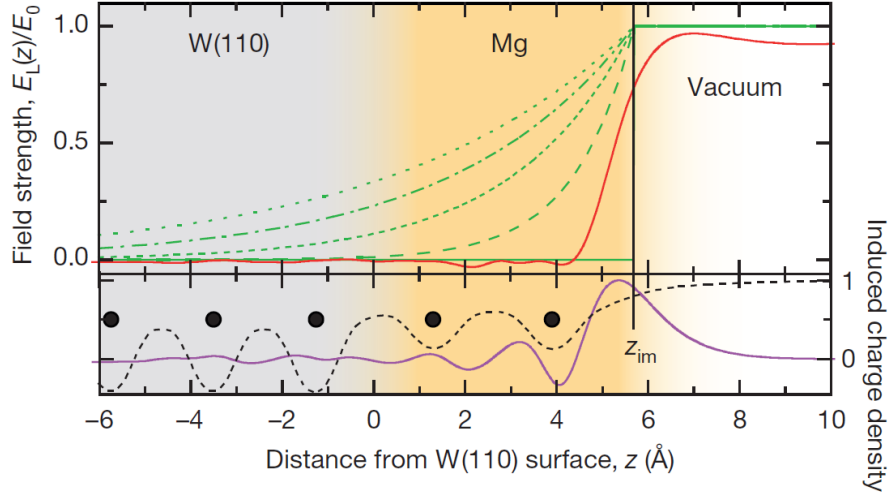 W(110)
Mg
Vacuum
Field strength, E_L(z)/E_0
1.0
0.5
0.0
Induced charge density
1
0
z_im
−6 −4 −2 0 2 4 6 8 10
Distance from W(110) surface, z (Å)